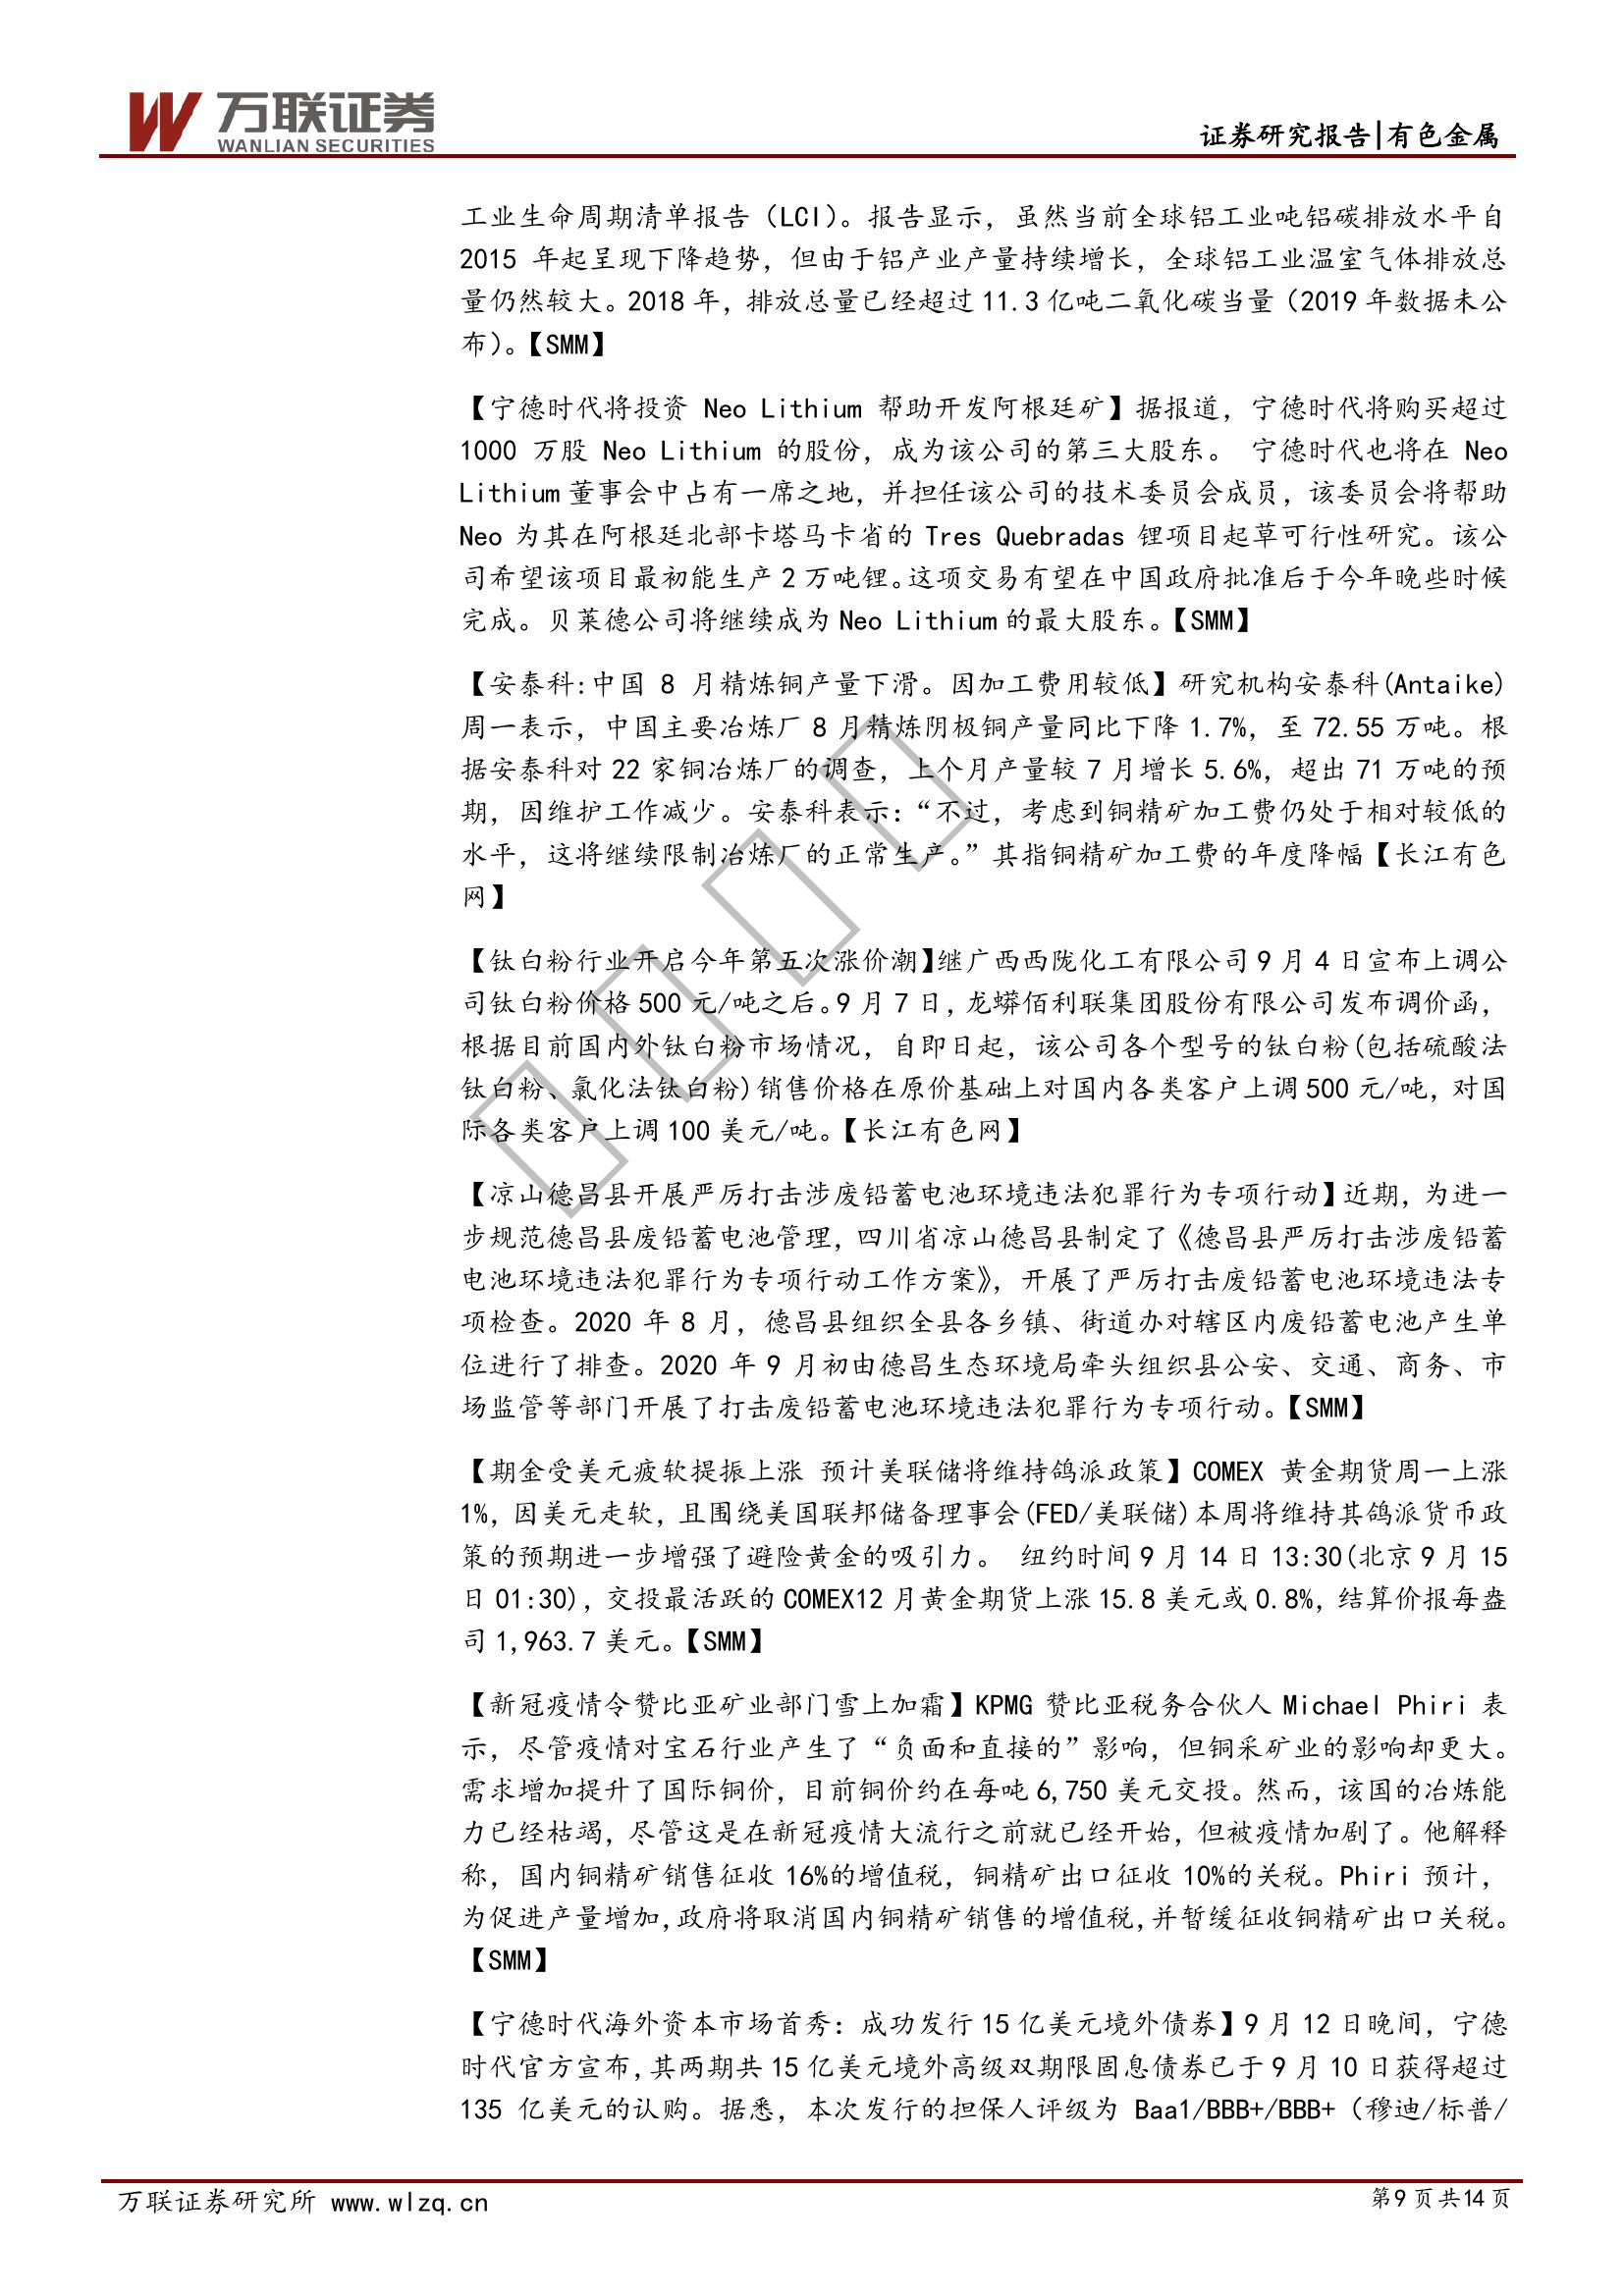 万联证券
WANLIAN SECURITIES
证券研究报告|有色金属
工业生命周期清单报告（LCI）。报告显示，虽然当前全球铝工业吨铝碳排放水平自
2015 年起呈现下降趋势，但由于铝产业产量持续增长，全球铝工业温室气体排放总
量仍然较大。2018 年，排放总量已经超过 11.3 亿吨二氧化碳当量（2019 年数据未公
布）。【SMM】
【宁德时代将投资 Neo Lithium 帮助开发阿根廷矿】据报道，宁德时代将购买超过
1000 万股 Neo Lithium 的股份，成为该公司的第三大股东。 宁德时代也将在 Neo
Lithium 董事会中占有一席之地，并担任该公司的技术委员会成员，该委员会将帮助
Neo 为其在阿根廷北部卡塔马卡省的 Tres Quebradas 锂项目起草可行性研究。该公
司希望该项目最初能生产 2 万吨锂。这项交易有望在中国政府批准后于今年晚些时候
完成。贝莱德公司将继续成为 Neo Lithium 的最大股东。【SMM】
【安泰科:中国 8 月精炼铜产量下滑。因加工费用较低】研究机构安泰科(Antaike)
周一表示，中国主要冶炼厂 8 月精炼阴极铜产量同比下降 1.7%，至 72.55 万吨。根
据安泰科对 22 家铜冶炼厂的调查，上个月产量较 7 月增长 5.6%，超出 71 万吨的预
期，因维护工作减少。安泰科表示：“不过，考虑到铜精矿加工费仍处于相对较低的
水平，这将继续限制冶炼厂的正常生产。”其指铜精矿加工费的年度降幅【长江有色
网】
【钛白粉行业开启今年第五次涨价潮】继广西西陇化工有限公司 9 月 4 日宣布上调公
司钛白粉价格 500 元/吨之后。9 月 7 日，龙蟒佰利联集团股份有限公司发布调价函，
根据目前国内外钛白粉市场情况，自即日起，该公司各个型号的钛白粉(包括硫酸法
钛白粉、氯化法钛白粉)销售价格在原价基础上对国内各类客户上调 500 元/吨，对国
际各类客户上调 100 美元/吨。【长江有色网】
【凉山德昌县开展严厉打击涉废铅蓄电池环境违法犯罪行为专项行动】近期，为进一
步规范德昌县废铅蓄电池管理，四川省凉山德昌县制定了《德昌县严厉打击涉废铅蓄
电池环境违法犯罪行为专项行动工作方案》，开展了严厉打击废铅蓄电池环境违法专
项检查。2020 年 8 月，德昌县组织全县各乡镇、街道办对辖区内废铅蓄电池产生单
位进行了排查。2020 年 9 月初由德昌生态环境局牵头组织县公安、交通、商务、市
场监管等部门开展了打击废铅蓄电池环境违法犯罪行为专项行动。【SMM】
【期金受美元疲软提振上涨 预计美联储将维持鸽派政策】COMEX 黄金期货周一上涨
1%，因美元走软，且围绕美国联邦储备理事会(FED/美联储)本周将维持其鸽派货币政
策的预期进一步增强了避险黄金的吸引力。 纽约时间 9 月 14 日 13:30(北京 9 月 15
日 01:30)，交投最活跃的 COMEX12 月黄金期货上涨 15.8 美元或 0.8%，结算价报每盎
司 1,963.7 美元。【SMM】
【新冠疫情令赞比亚矿业部门雪上加霜】KPMG 赞比亚税务合伙人 Michael Phiri 表
示，尽管疫情对宝石行业产生了“负面和直接的”影响，但铜采矿业的影响却更大。
需求增加提升了国际铜价，目前铜价约在每吨 6,750 美元交投。然而，该国的冶炼能
力已经枯竭，尽管这是在新冠疫情大流行之前就已经开始，但被疫情加剧了。他解释
称，国内铜精矿销售征收 16%的增值税，铜精矿出口征收 10%的关税。Phiri 预计，
为促进产量增加,政府将取消国内铜精矿销售的增值税,并暂缓征收铜精矿出口关税。
【SMM】
【宁德时代海外资本市场首秀：成功发行 15 亿美元境外债券】9 月 12 日晚间，宁德
时代官方宣布,其两期共 15 亿美元境外高级双期限固息债券已于 9 月 10 日获得超过
135 亿美元的认购。据悉，本次发行的担保人评级为 Baa1/BBB+/BBB+（穆迪/标普/
万联证券研究所 www.wlzq.cn
第9页共14页